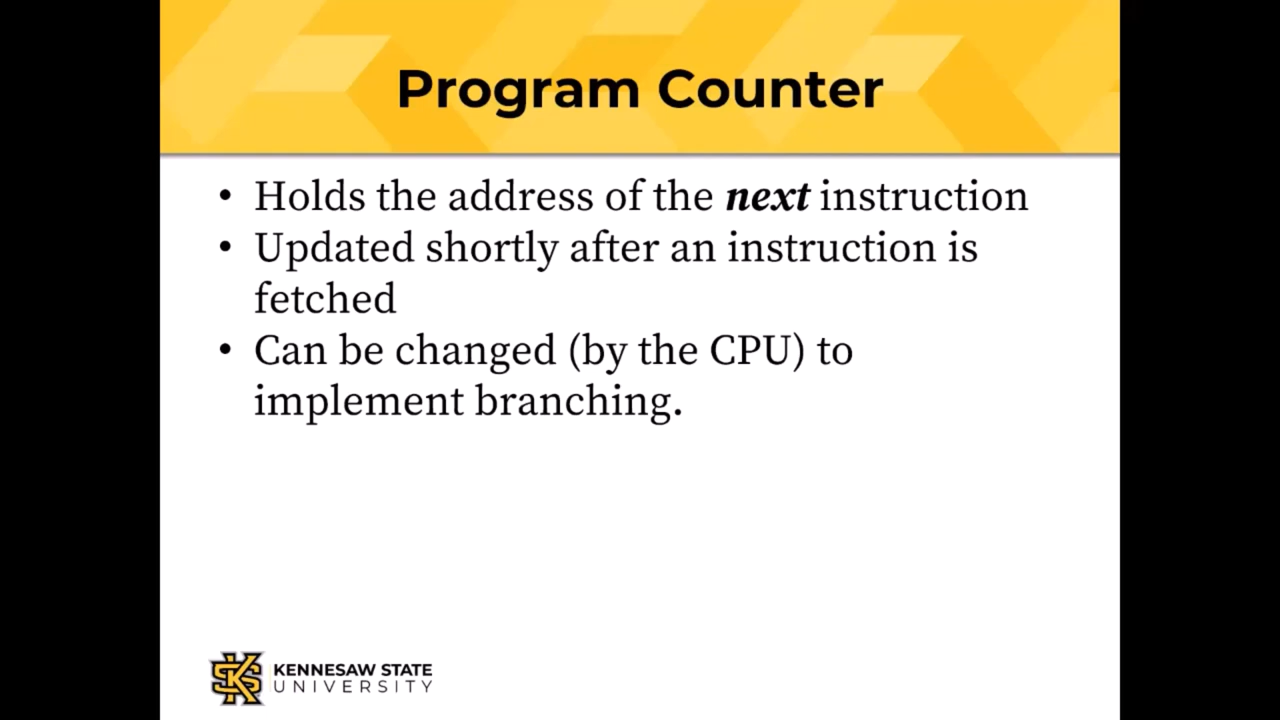 Program Counter
• Holds the address of the next instruction
• Updated shortly after an instruction is
fetched
• Can be changed (by the CPU) to
implement branching.
KS
KENNESAW STATE
UNIVERSITY